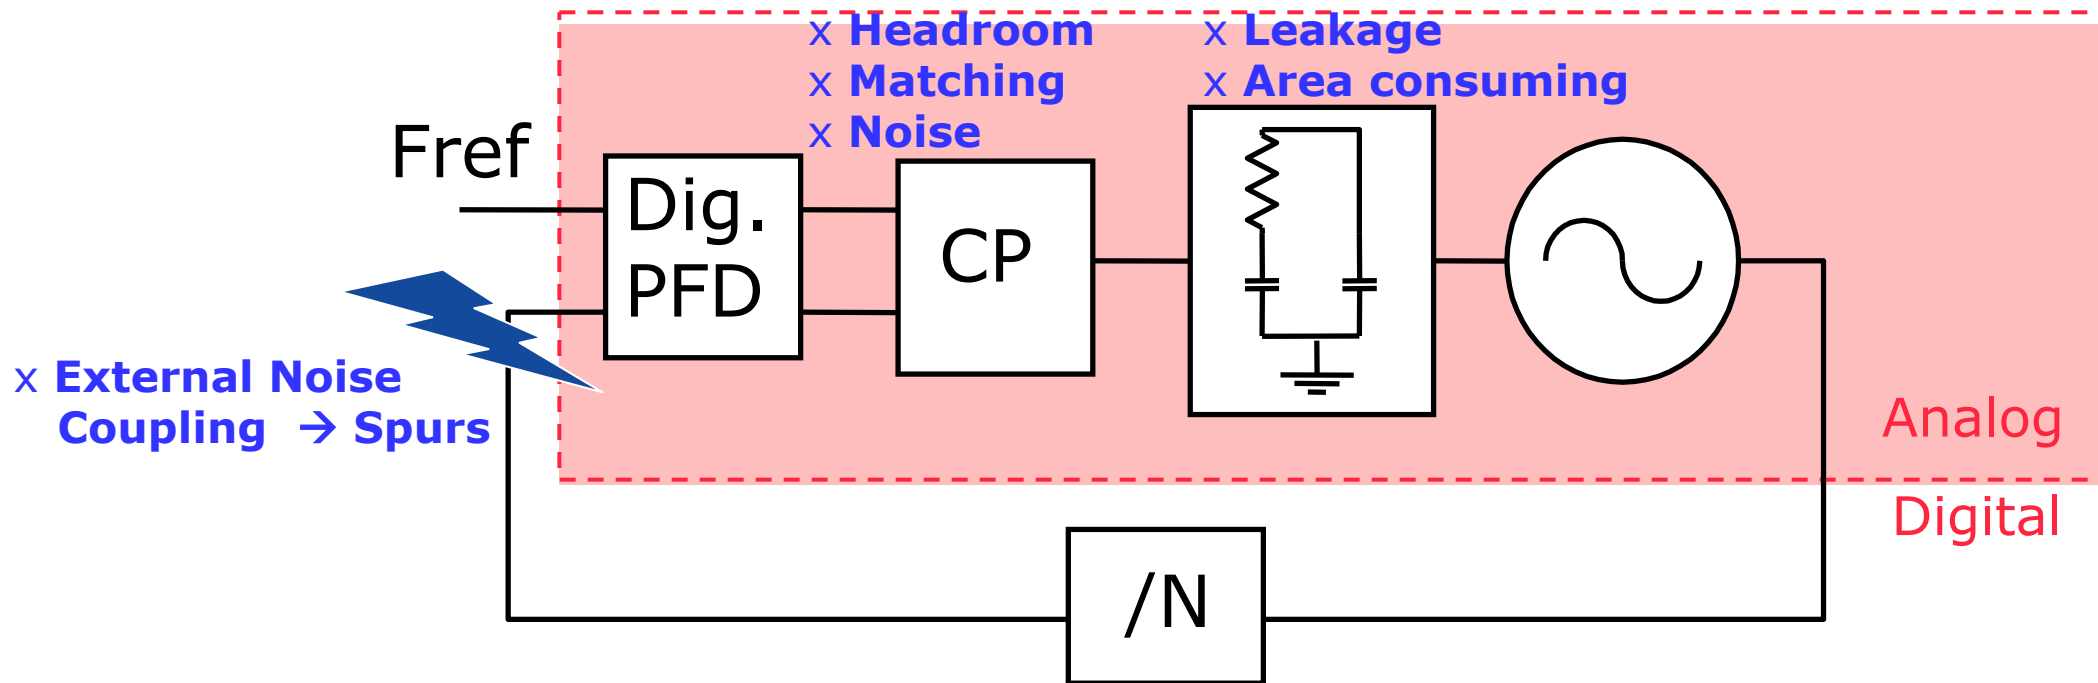 x Headroom
x Matching
x Noise
x Leakage
x Area consuming
Fref
Dig.
PFD
CP
x External Noise
Coupling → Spurs
Analog
Digital
/N